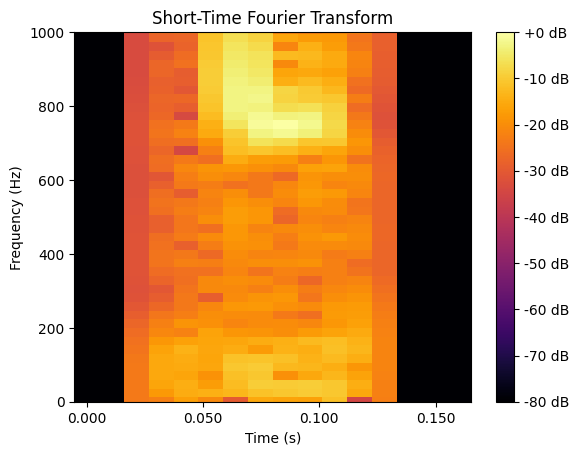 Short-Time Fourier Transform
1000
800
600
400
200
0
Frequency (Hz)
0.000
0.050
0.100
0.150
Time (s)
+0 dB
-10 dB
-20 dB
-30 dB
-40 dB
-50 dB
-60 dB
-70 dB
-80 dB